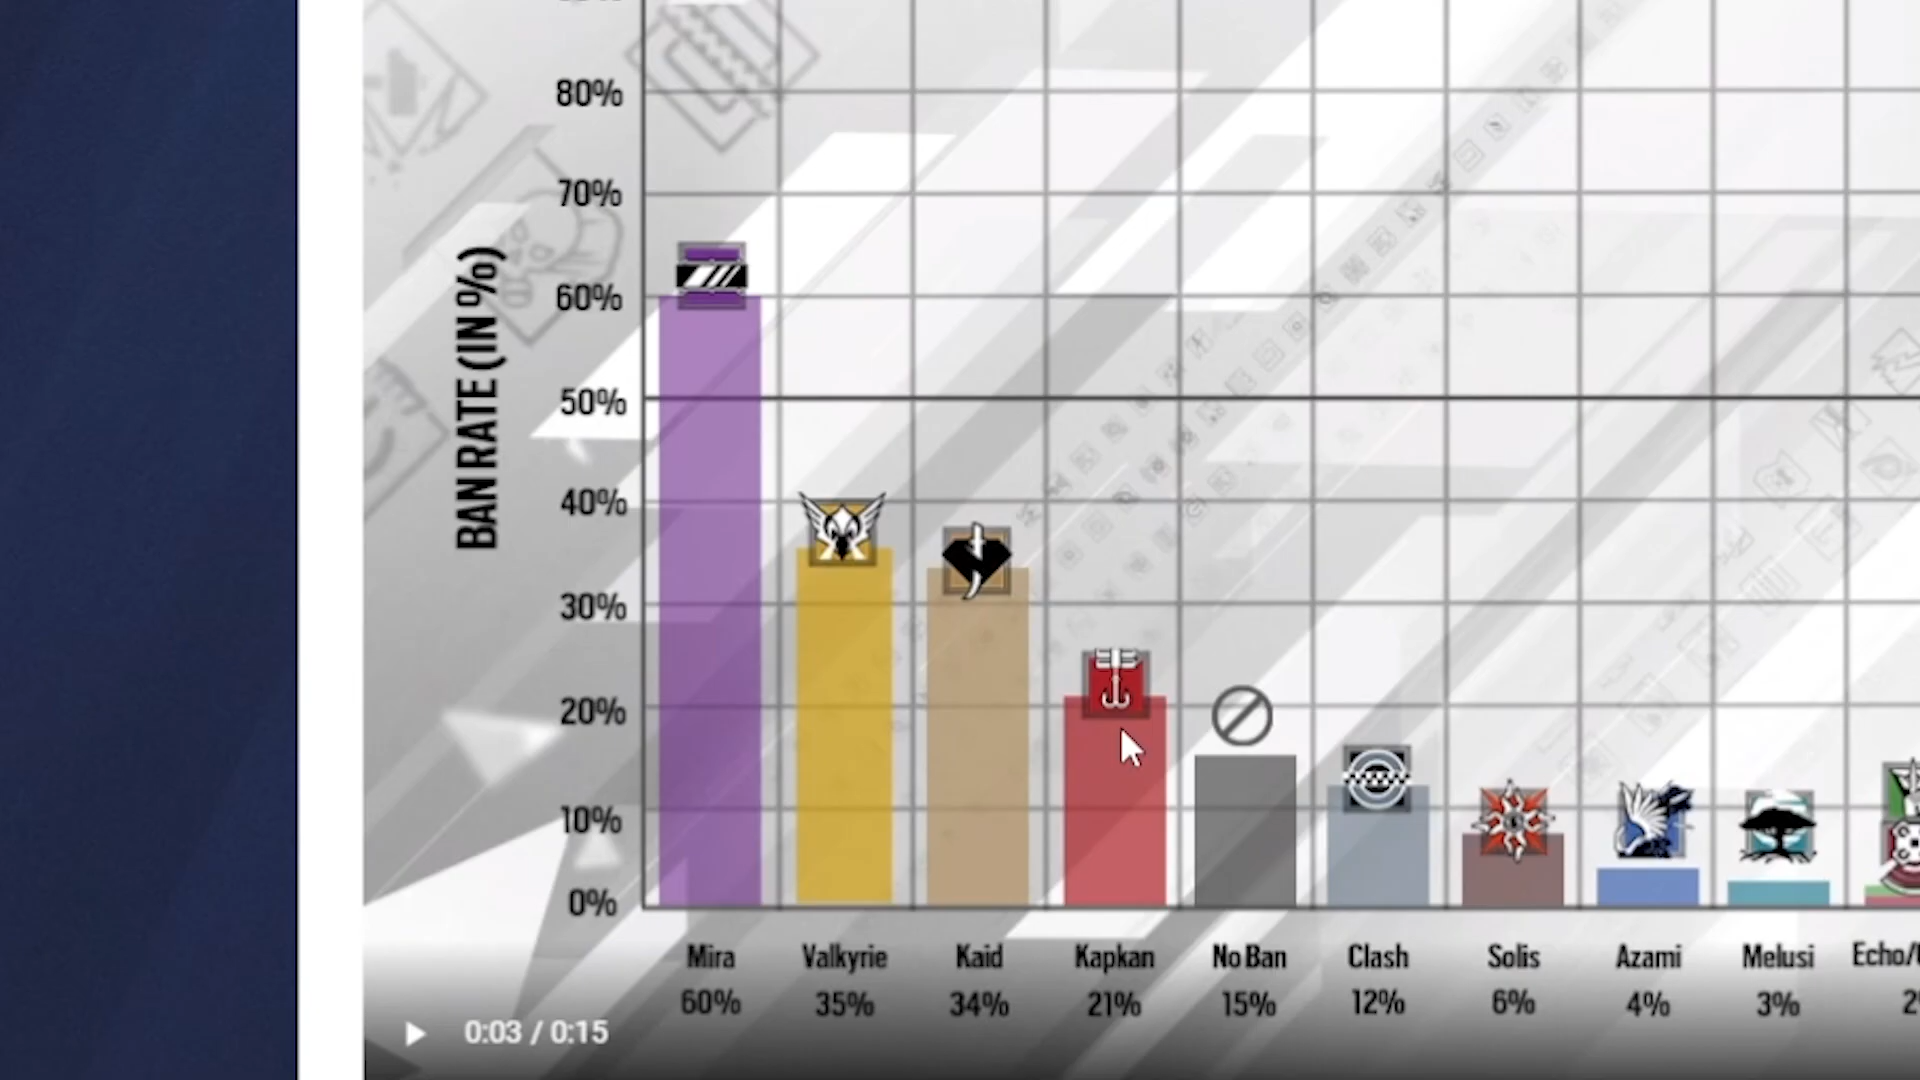 80%
70%
60%
50%
40%
30%
20%
10%
0%
BAN RATE (IN %)
Mira Valkyrie Kaid Kapkan No Ban Clash Solis Azami Melusi Echo/
60% 35% 34% 21% 15% 12% 6% 4% 3%
0:03 / 0:15